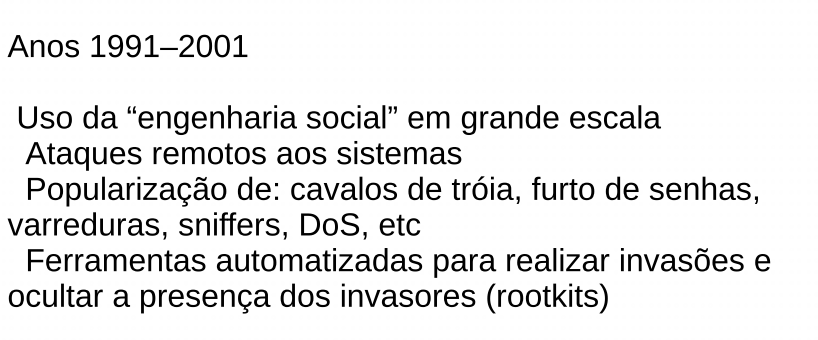 Anos 1991–2001
Uso da “engenharia social” em grande escala
Ataques remotos aos sistemas
Popularização de: cavalos de tróia, furto de senhas,
varreduras, sniffers, DoS, etc
Ferramentas automatizadas para realizar invasões e
ocultar a presença dos invasores (rootkits)